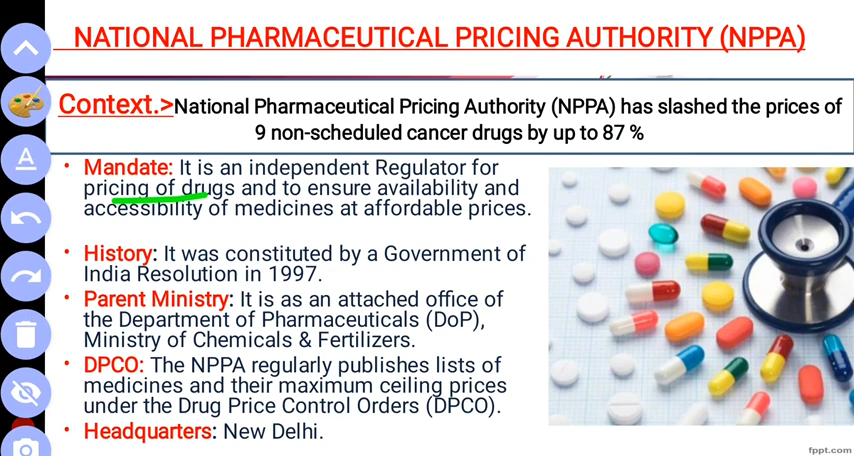 NATIONAL PHARMACEUTICAL PRICING AUTHORITY (NPPA)
Context.>National Pharmaceutical Pricing Authority (NPPA) has slashed the prices of
9 non-scheduled cancer drugs by up to 87 %
• Mandate: It is an independent Regulator for
pricing of drugs and to ensure availability and
accessibility of medicines at affordable prices.
• History: It was constituted by a Government of
India Resolution in 1997.
• Parent Ministry: It is as an attached office of
the Department of Pharmaceuticals (DoP),
Ministry of Chemicals & Fertilizers.
• DPCO: The NPPA regularly publishes lists of
medicines and their maximum ceiling prices
under the Drug Price Control Orders (DPCO).
• Headquarters: New Delhi.
A
fppt.com